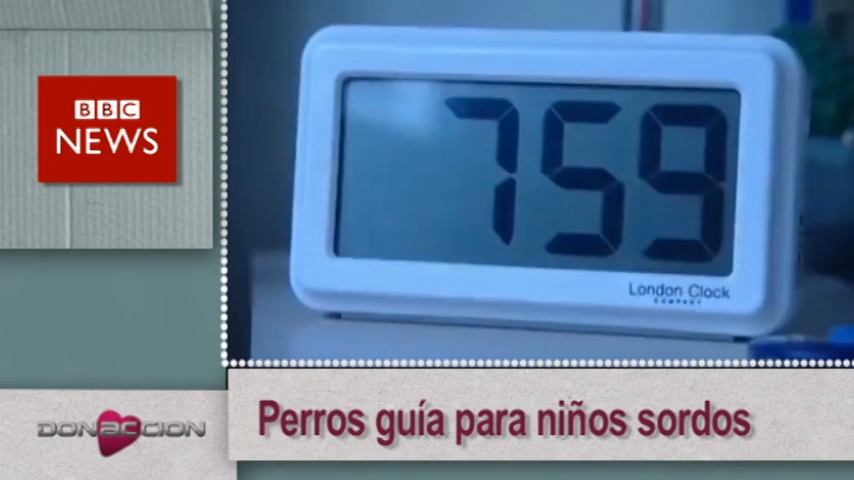 BBC
NEWS
759
London Clock
COMPANY
DONACCION
Perros guía para niños sordos